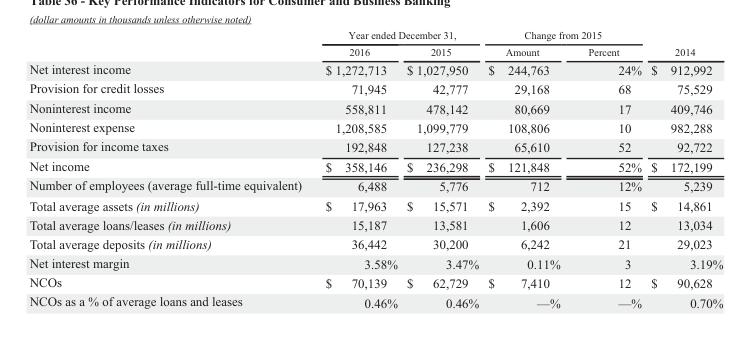 Table 36 - Key Performance Indicators for Consumer and Business Banking
(dollar amounts in thousands unless otherwise noted)
Year ended December 31, Change from 2015
2016 2015 Amount Percent 2014
Net interest income $ 1,272,713 $ 1,027,950 $ 244,763 24% $ 912,992
Provision for credit losses 71,945 42,777 29,168 68 75,529
Noninterest income 558,811 478,142 80,669 17 409,746
Noninterest expense 1,208,585 1,099,779 108,806 10 982,288
Provision for income taxes 192,848 127,238 65,610 52 92,722
Net income $ 358,146 $ 236,298 $ 121,848 52% $ 172,199
Number of employees (average full-time equivalent) 6,488 5,776 712 12% 5,239
Total average assets (in millions) $ 17,963 $ 15,571 $ 2,392 15 $ 14,861
Total average loans/leases (in millions) 15,187 13,581 1,606 12 13,034
Total average deposits (in millions) 36,442 30,200 6,242 21 29,023
Net interest margin 3.58% 3.47% 0.11% 3 3.19%
NCOs $ 70,139 $ 62,729 $ 7,410 12 $ 90,628
NCOs as a % of average loans and leases 0.46% 0.46% —% —% 0.70%